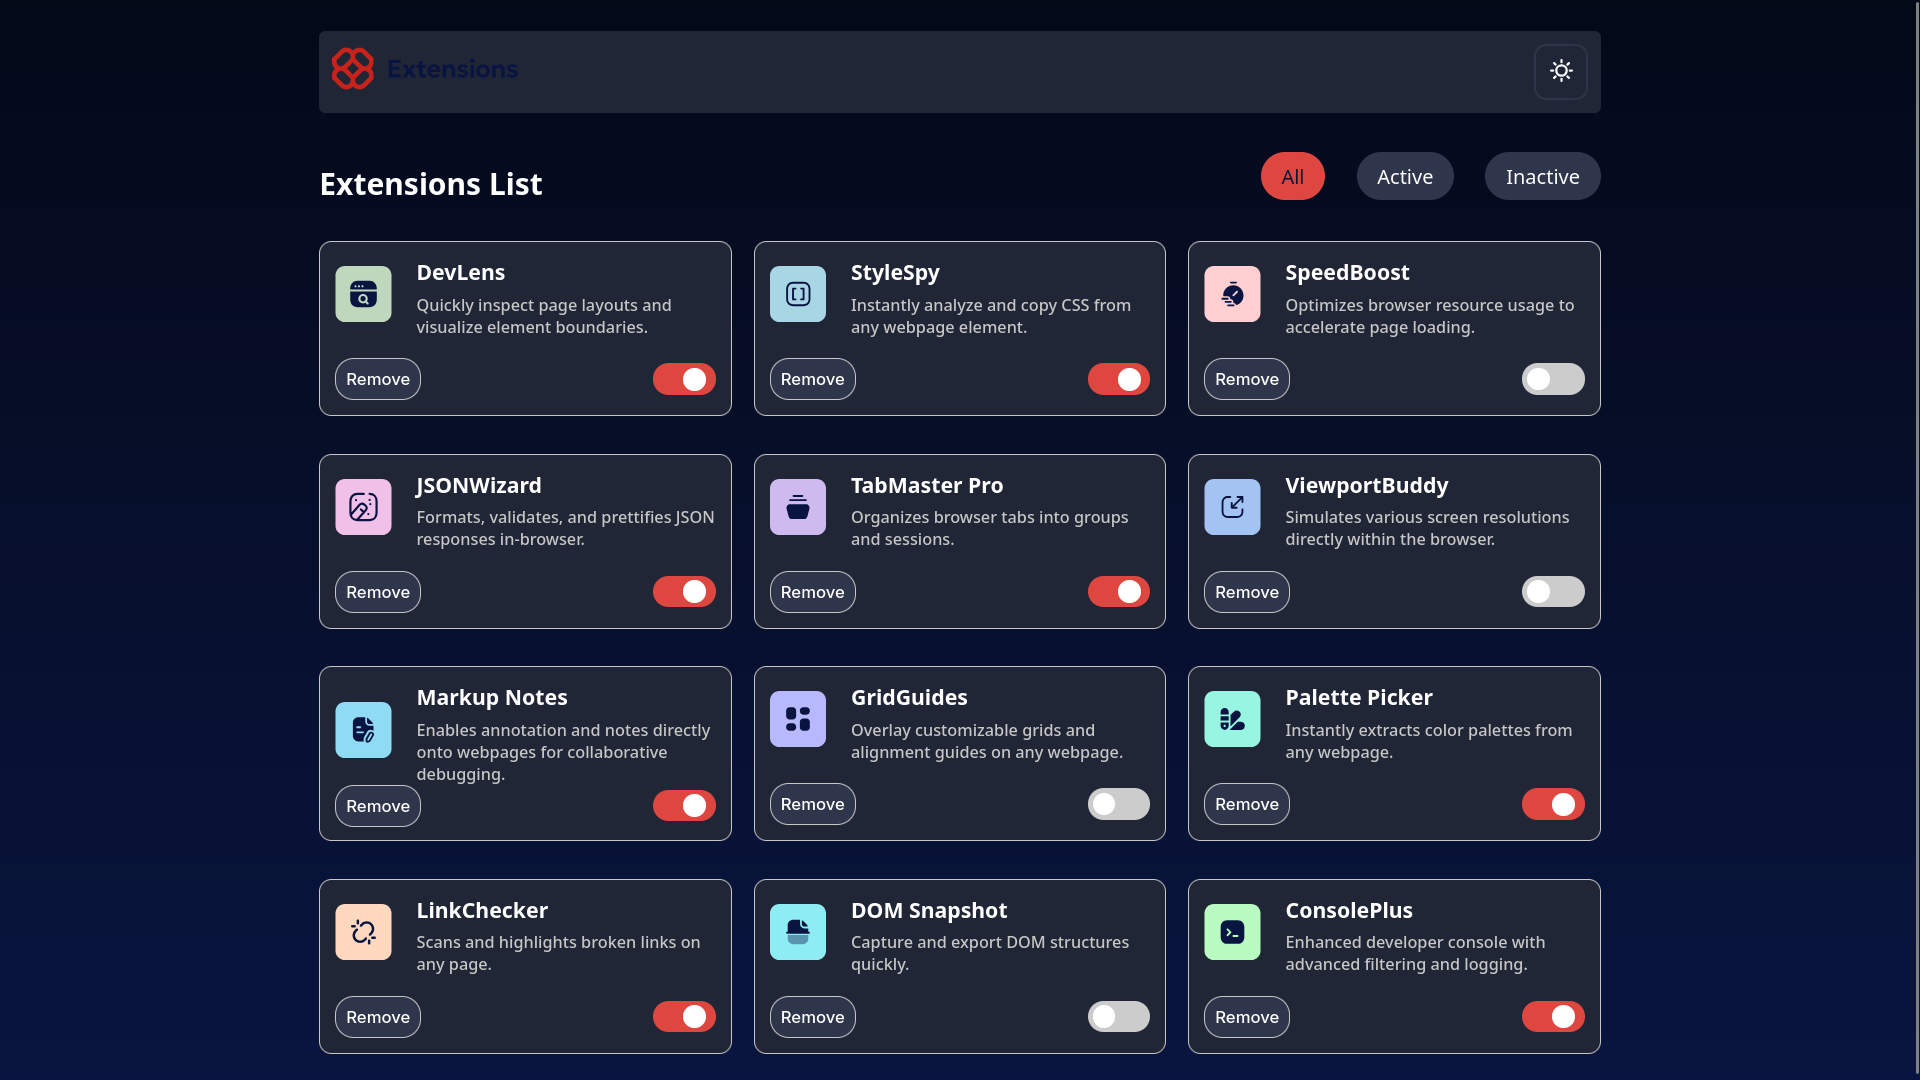 Extensions
Extensions List
All
Active
Inactive
DevLens
Quickly inspect page layouts and
visualize element boundaries.
Remove
StyleSpy
Instantly analyze and copy CSS from
any webpage element.
Remove
SpeedBoost
Optimizes browser resource usage to
accelerate page loading.
Remove
JSONWizard
Formats, validates, and prettifies JSON
responses in-browser.
Remove
TabMaster Pro
Organizes browser tabs into groups
and sessions.
Remove
ViewportBuddy
Simulates various screen resolutions
directly within the browser.
Remove
Markup Notes
Enables annotation and notes directly
onto webpages for collaborative
debugging.
Remove
GridGuides
Overlay customizable grids and
alignment guides on any webpage.
Remove
Palette Picker
Instantly extracts color palettes from
any webpage.
Remove
LinkChecker
Scans and highlights broken links on
any page.
Remove
DOM Snapshot
Capture and export DOM structures
quickly.
Remove
ConsolePlus
Enhanced developer console with
advanced filtering and logging.
Remove